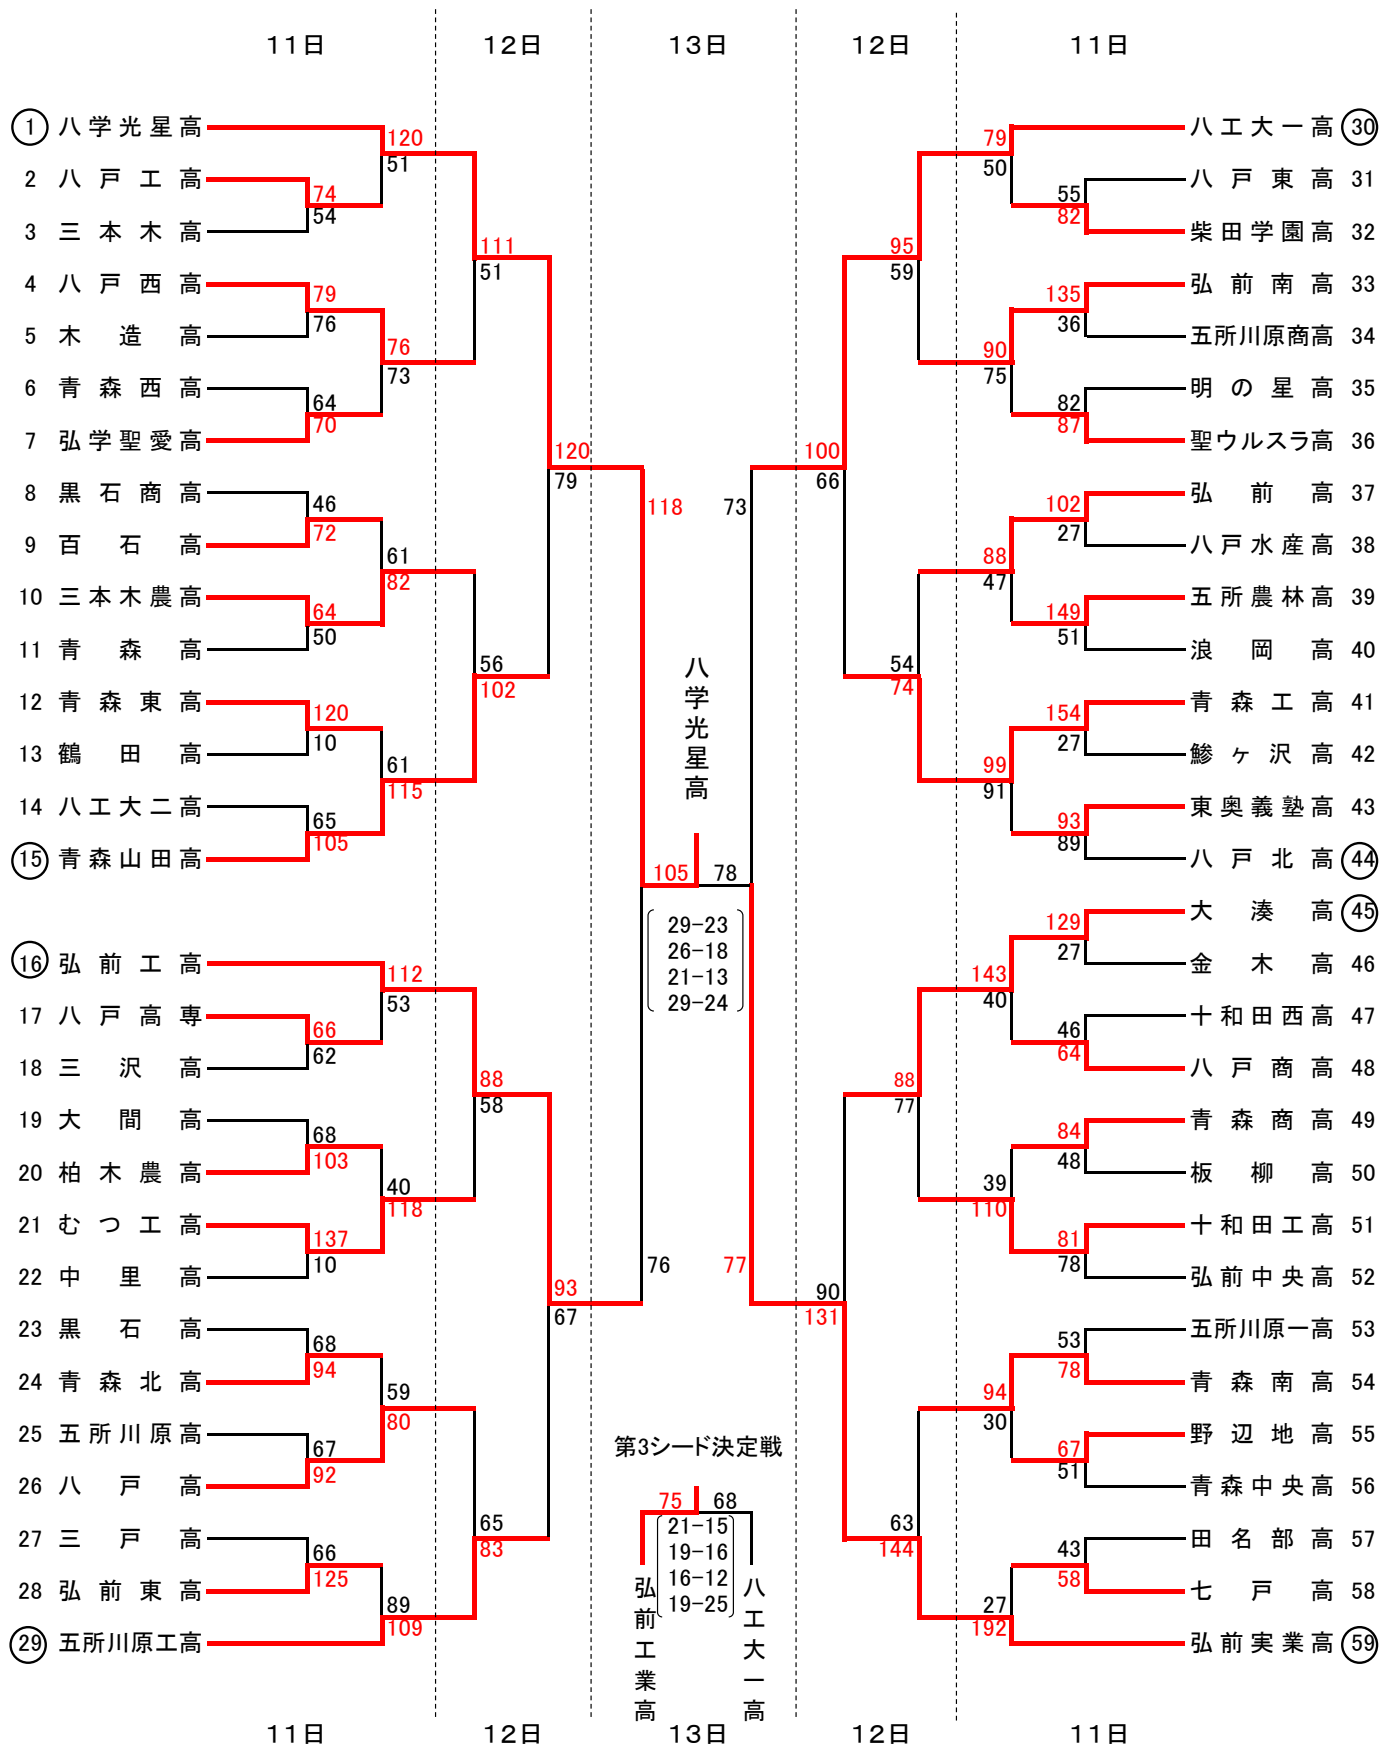 11日 12日 13日 12日 11日
① 八学光星高
2 八戸工高
3 三本木高
4 八戸西高
5 木造高
6 青森西高
7 弘学聖愛高
8 黒石商高
9 百石高
10 三本木農高
11 青森高
12 青森東高
13 鶴田高
14 八工大二高
⑮ 青森山田高
⑯ 弘前工高
17 八戸高専
18 三沢高
19 大間高
20 柏木農高
21 むつ工高
22 中里高
23 黒石高
24 青森北高
25 五所川原高
26 八戸高
27 三戸高
28 弘前東高
㉙ 五所川原工高
74
54
79
76
64
70
46
72
64
50
120
10
65
105
66
62
68
103
137
10
68
94
67
92
66
125
120
51
76
73
61
82
61
115
112
53
40
118
59
80
89
109
111
51
56
102
88
58
65
83
120
79
93
67
118
76
八学光星高
105 78
29-23
26-18
21-13
29-24
第3シード決定戦
75 68
21-15
19-16
16-12
19-25
弘前工業高
八工大一高
73
77
100
66
90
131
95
59
54
74
88
77
63
144
79
50
90
75
88
47
99
91
143
40
39
110
94
30
27
192
55
82
135
36
82
87
102
27
149
51
154
27
93
89
129
27
46
64
84
48
81
78
53
78
67
51
43
58
八工大一高 ㉚
八戸東高 31
柴田学園高 32
弘前南高 33
五所川原商高 34
明の星高 35
聖ウルスラ高 36
弘前高 37
八戸水産高 38
五所農林高 39
浪岡高 40
青森工高 41
鰺ヶ沢高 42
東奥義塾高 43
八戸北高 ㊹
大湊高 ㊺
金木高 46
十和田西高 47
八戸商高 48
青森商高 49
板柳高 50
十和田工高 51
弘前中央高 52
五所川原一高 53
青森南高 54
野辺地高 55
青森中央高 56
田名部高 57
七戸高 58
弘前実業高 59
11日 12日 13日 12日 11日